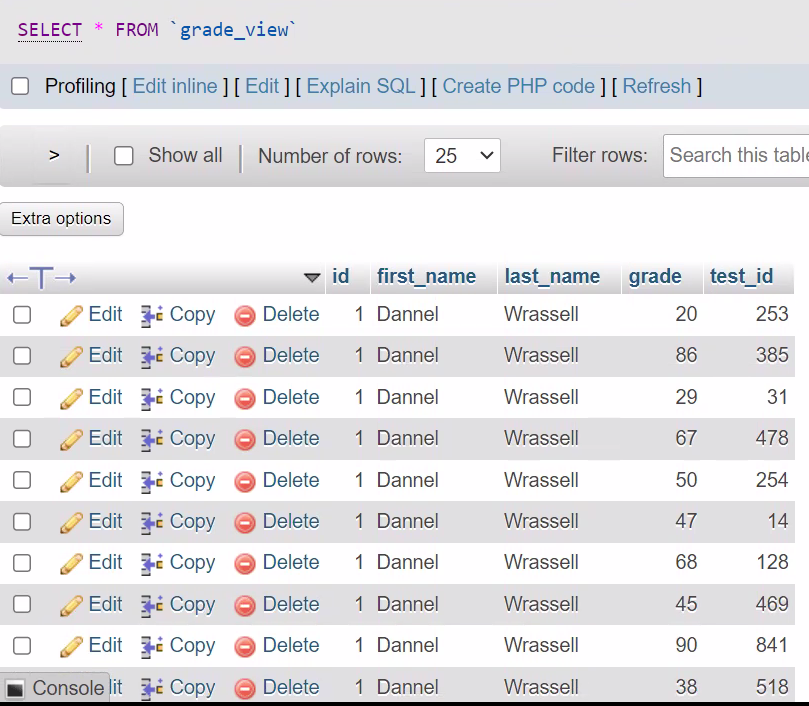 SELECT * FROM `grade_view`
Profiling [ Edit inline ] [ Edit ] [ Explain SQL ] [ Create PHP code ] [ Refresh ]
> Show all Number of rows: 25 Filter rows: Search this table
Extra options
id first_name last_name grade test_id
Edit Copy Delete 1 Dannel Wrassell 20 253
Edit Copy Delete 1 Dannel Wrassell 86 385
Edit Copy Delete 1 Dannel Wrassell 29 31
Edit Copy Delete 1 Dannel Wrassell 67 478
Edit Copy Delete 1 Dannel Wrassell 50 254
Edit Copy Delete 1 Dannel Wrassell 47 14
Edit Copy Delete 1 Dannel Wrassell 68 128
Edit Copy Delete 1 Dannel Wrassell 45 469
Edit Copy Delete 1 Dannel Wrassell 90 841
Console it Copy Delete 1 Dannel Wrassell 38 518